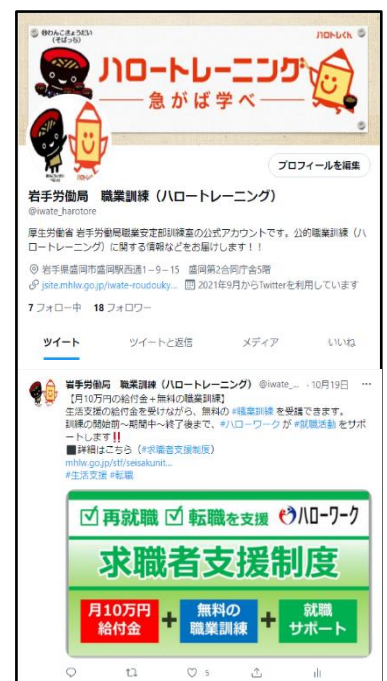 ©わんこきょうだい
(そばっち)
ハロトレくん
ハロートレーニング
急がば学べ
プロフィールを編集
岩手労働局　職業訓練（ハロートレーニング）
@iwate_harotore
厚生労働省 岩手労働局職業安定部訓練室の公式アカウントです。公的職業訓練（ハ
ロートレーニング）に関する情報などをお届けします！！
岩手県盛岡市盛岡駅西通1－9－15　盛岡第2合同庁舎5階
jsite.mhlw.go.jp/iwate-roudouky... 2021年9月からTwitterを利用しています
7 フォロー中 18 フォロワー
ツイート ツイートと返信 メディア いいね
岩手労働局　職業訓練（ハロートレーニング） @iwate_... · 10月19日 ···
【月10万円の給付金＋無料の職業訓練】
生活支援の給付金を受けながら、無料の #職業訓練 を受講できます。
訓練の開始前～期間中～終了後まで、#ハローワーク が #就職活動 をサポ
ートします‼
■詳細はこちら（#求職者支援制度）
mhlw.go.jp/stf/seisakunit...
#生活支援 #転職
☑再就職 ☑転職を支援 ハローワーク
求職者支援制度
月10万円 無料の 就職
給付金 + 職業訓練 + サポート
5